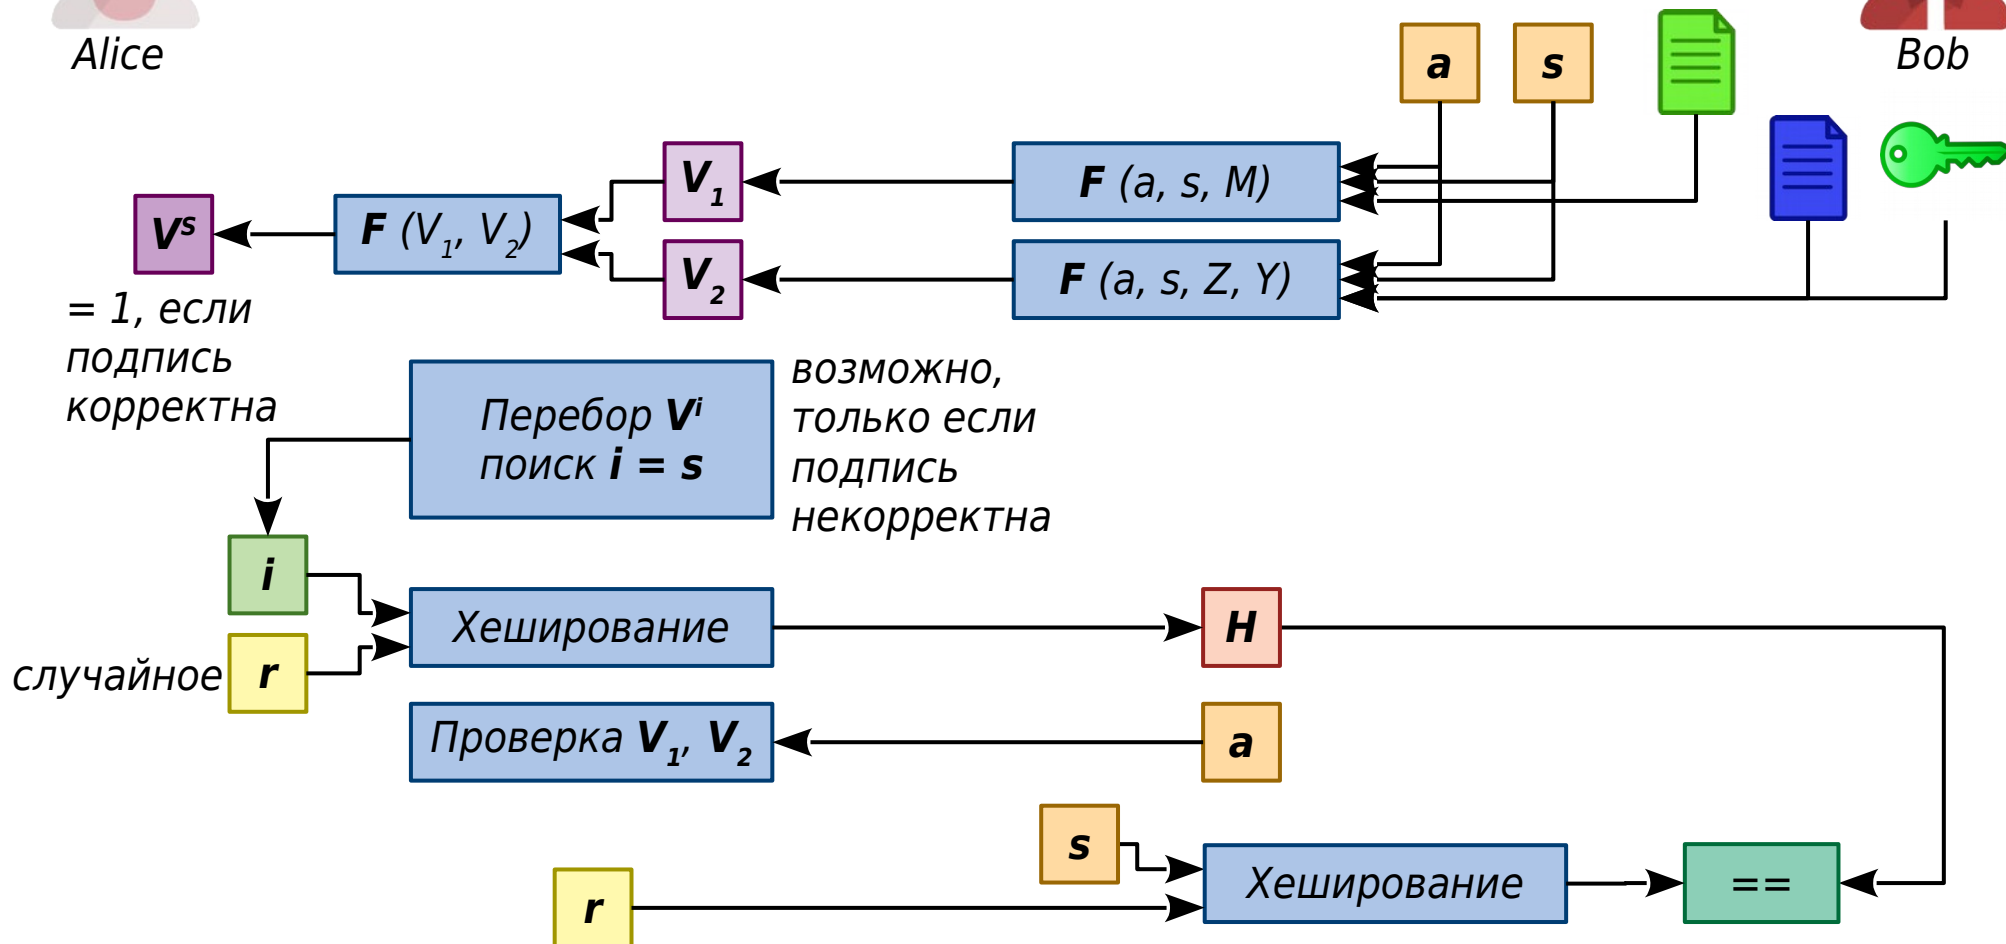 Alice
Bob
a
s
V₁
F (a, s, M)
Vˢ
F (V₁, V₂)
V₂
F (a, s, Z, Y)
= 1, если
подпись
корректна
Перебор Vⁱ
поиск i = s
возможно,
только если
подпись
некорректна
i
Хеширование
H
случайное
r
Проверка V₁, V₂
a
s
Хеширование
==
r